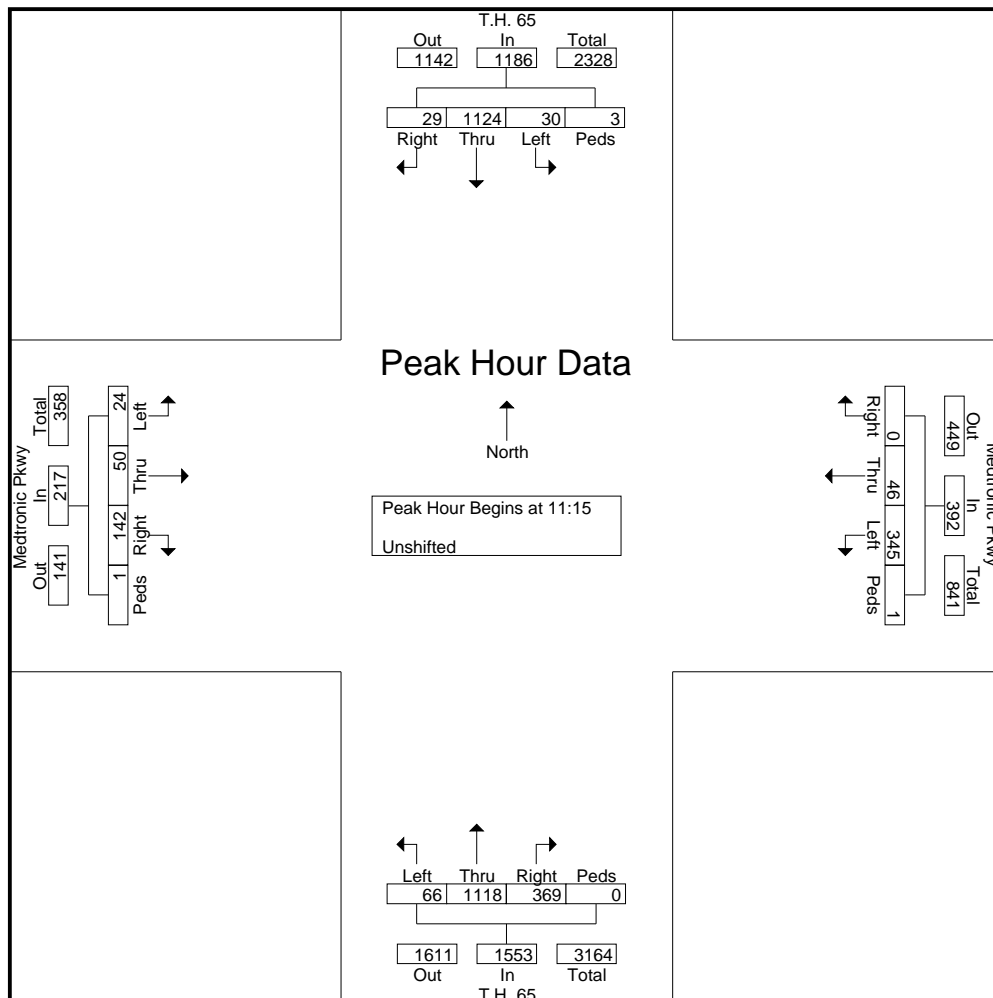 T.H. 65
Out In Total
1142 1186 2328
29 1124 30 3
Right Thru Left Peds
Peak Hour Data
North
Peak Hour Begins at 11:15
Unshifted
Medtronic Pkwy
Total In Out
358 217 141
24 50 142 1
Left Thru Right Peds
Medtronic Pkwy
Out In Total
449 392 841
0 46 345 1
Right Thru Left Peds
Left Thru Right Peds
66 1118 369 0
1611 1553 3164
Out In Total
T.H. 65